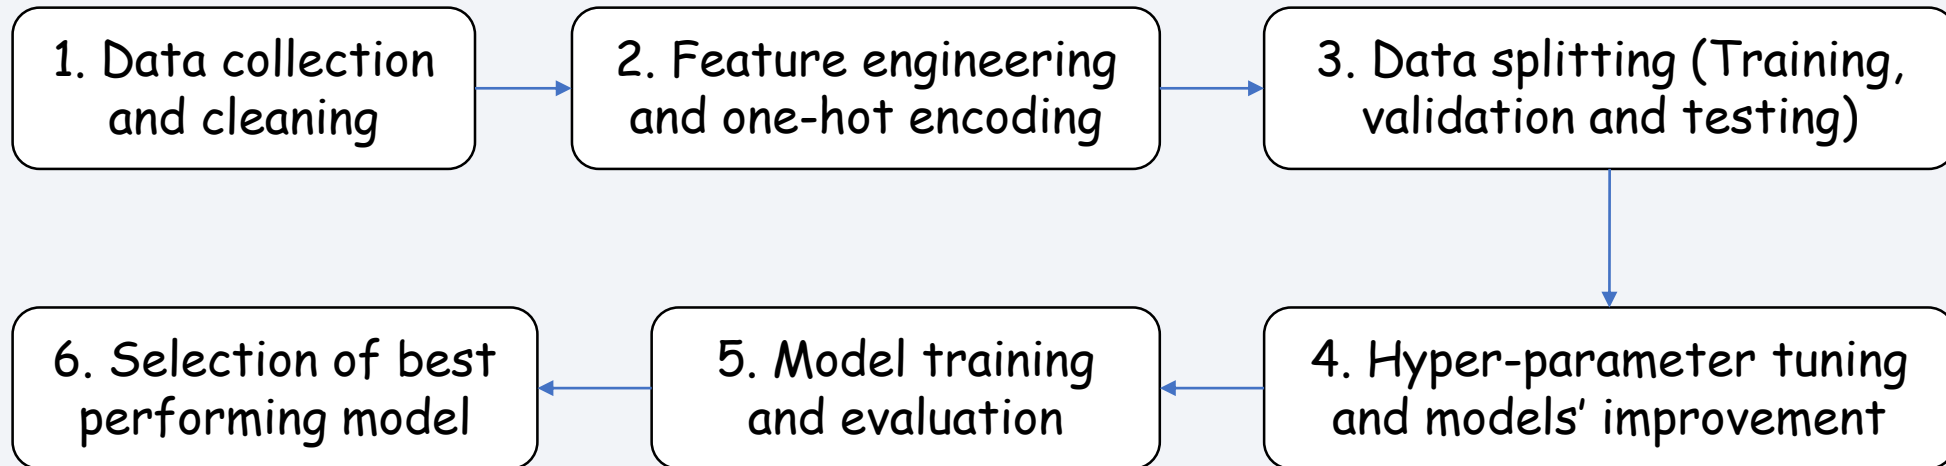 1. Data collection
and cleaning
2. Feature engineering
and one-hot encoding
3. Data splitting (Training,
validation and testing)
4. Hyper-parameter tuning
and models’ improvement
5. Model training
and evaluation
6. Selection of best
performing model